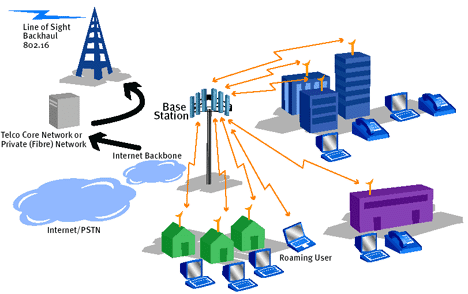 Line of Sight
Backhaul
802.16
Base
Station
Telco Core Network or
Private (Fibre) Network
Internet Backbone
Internet/PSTN
Roaming User